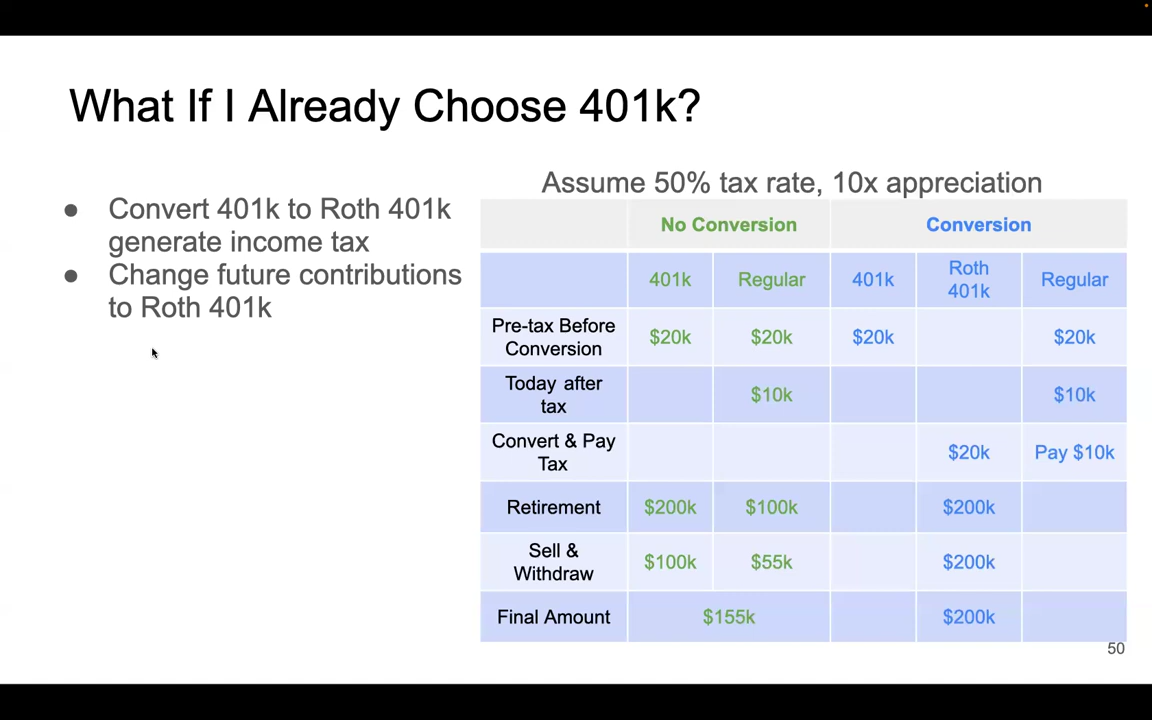 What If I Already Choose 401k?
● Convert 401k to Roth 401k
generate income tax
● Change future contributions
to Roth 401k
Assume 50% tax rate, 10x appreciation
No Conversion Conversion
401k Regular 401k Roth 401k Regular
Pre-tax Before Conversion $20k $20k $20k $20k
Today after tax $10k $10k
Convert & Pay Tax $20k Pay $10k
Retirement $200k $100k $200k
Sell & Withdraw $100k $55k $200k
Final Amount $155k $200k
50